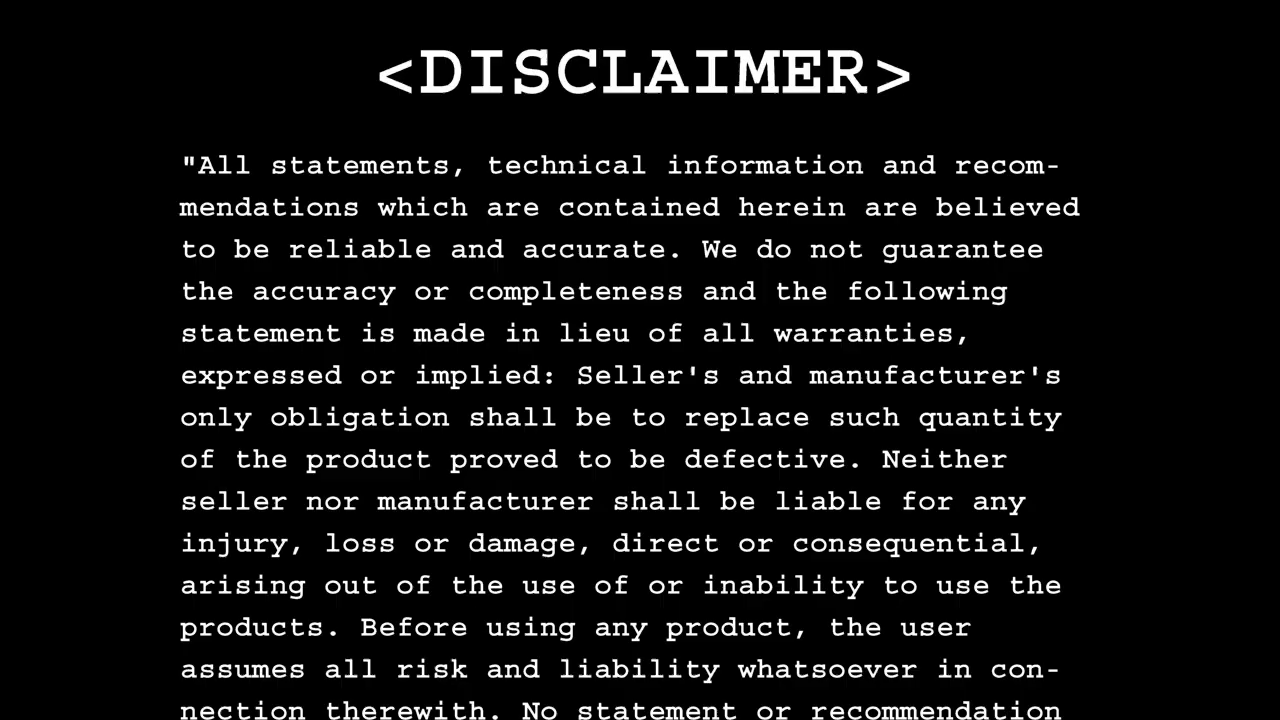 <DISCLAIMER>
"All statements, technical information and recom-
mendations which are contained herein are believed
to be reliable and accurate. We do not guarantee
the accuracy or completeness and the following
statement is made in lieu of all warranties,
expressed or implied: Seller's and manufacturer's
only obligation shall be to replace such quantity
of the product proved to be defective. Neither
seller nor manufacturer shall be liable for any
injury, loss or damage, direct or consequential,
arising out of the use of or inability to use the
products. Before using any product, the user
assumes all risk and liability whatsoever in con-
nection therewith. No statement or recommendation